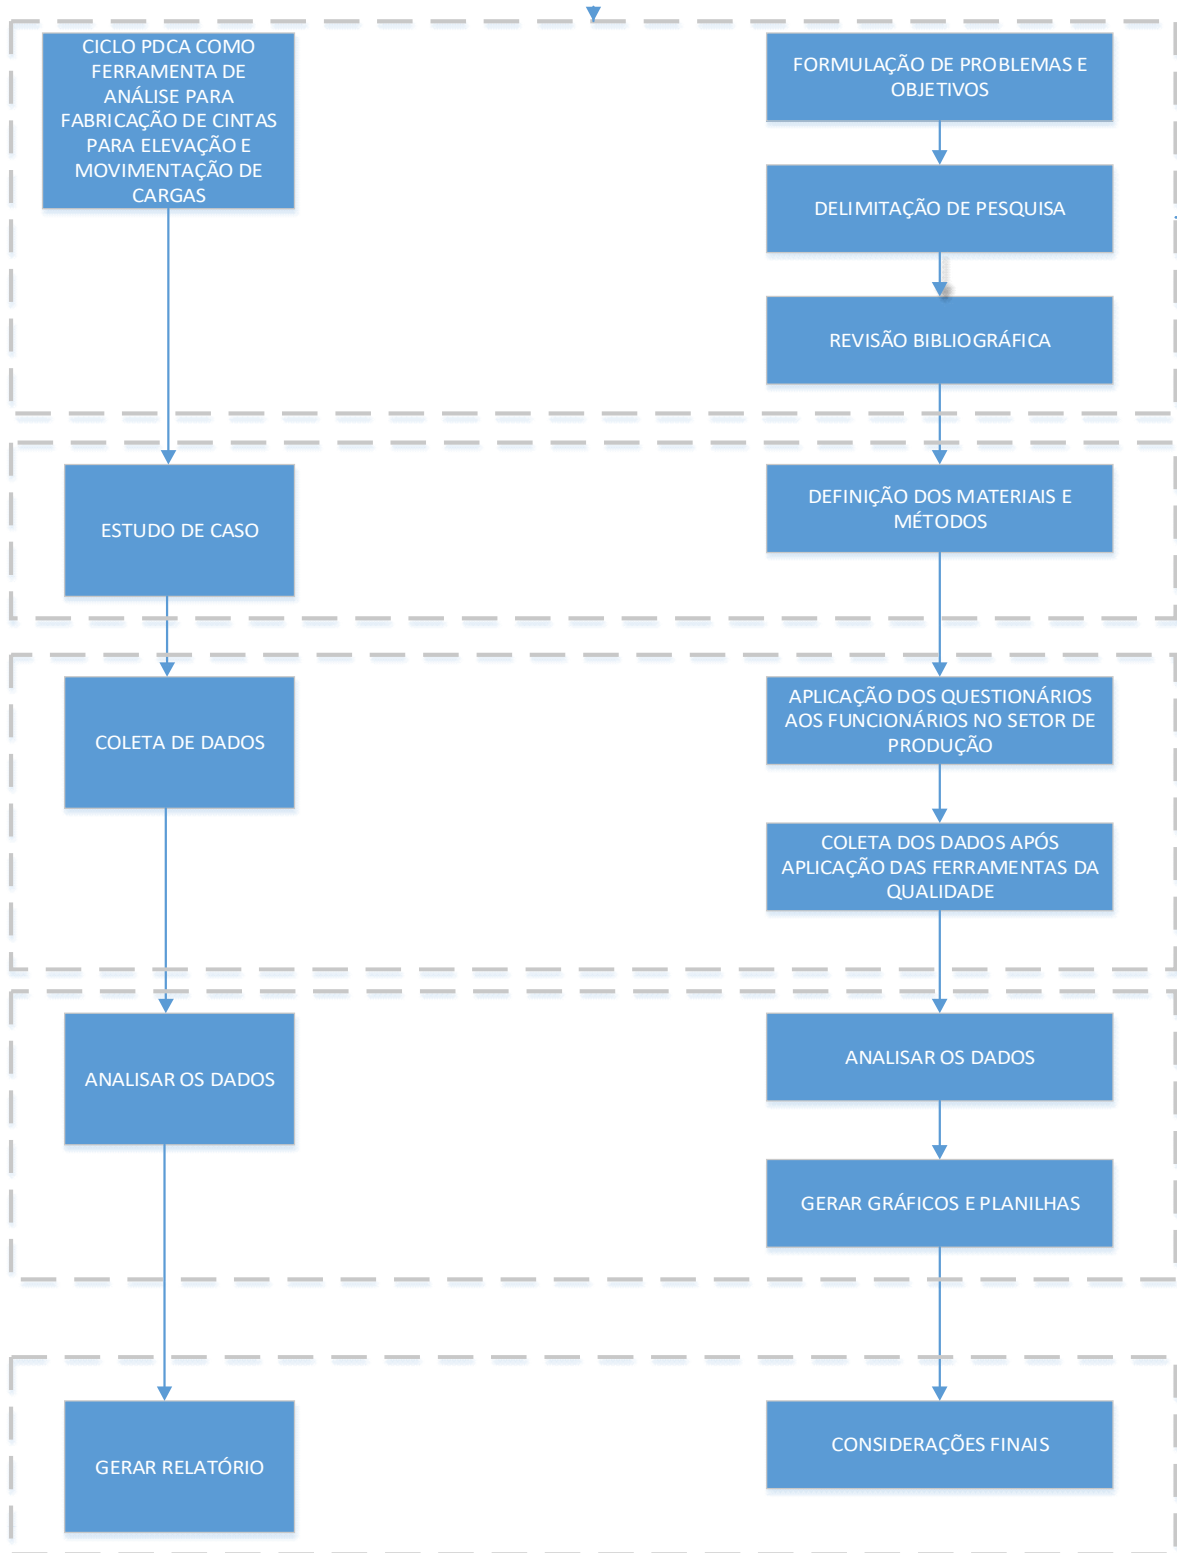 CICLO PDCA COMO
FERRAMENTA DE
ANÁLISE PARA
FABRICAÇÃO DE CINTAS
PARA ELEVAÇÃO E
MOVIMENTAÇÃO DE
CARGAS
FORMULAÇÃO DE PROBLEMAS E
OBJETIVOS
DELIMITAÇÃO DE PESQUISA
REVISÃO BIBLIOGRÁFICA
ESTUDO DE CASO
DEFINIÇÃO DOS MATERIAIS E
MÉTODOS
COLETA DE DADOS
APLICAÇÃO DOS QUESTIONÁRIOS
AOS FUNCIONÁRIOS NO SETOR DE
PRODUÇÃO
COLETA DOS DADOS APÓS
APLICAÇÃO DAS FERRAMENTAS DA
QUALIDADE
ANALISAR OS DADOS
ANALISAR OS DADOS
GERAR GRÁFICOS E PLANILHAS
GERAR RELATÓRIO
CONSIDERAÇÕES FINAIS